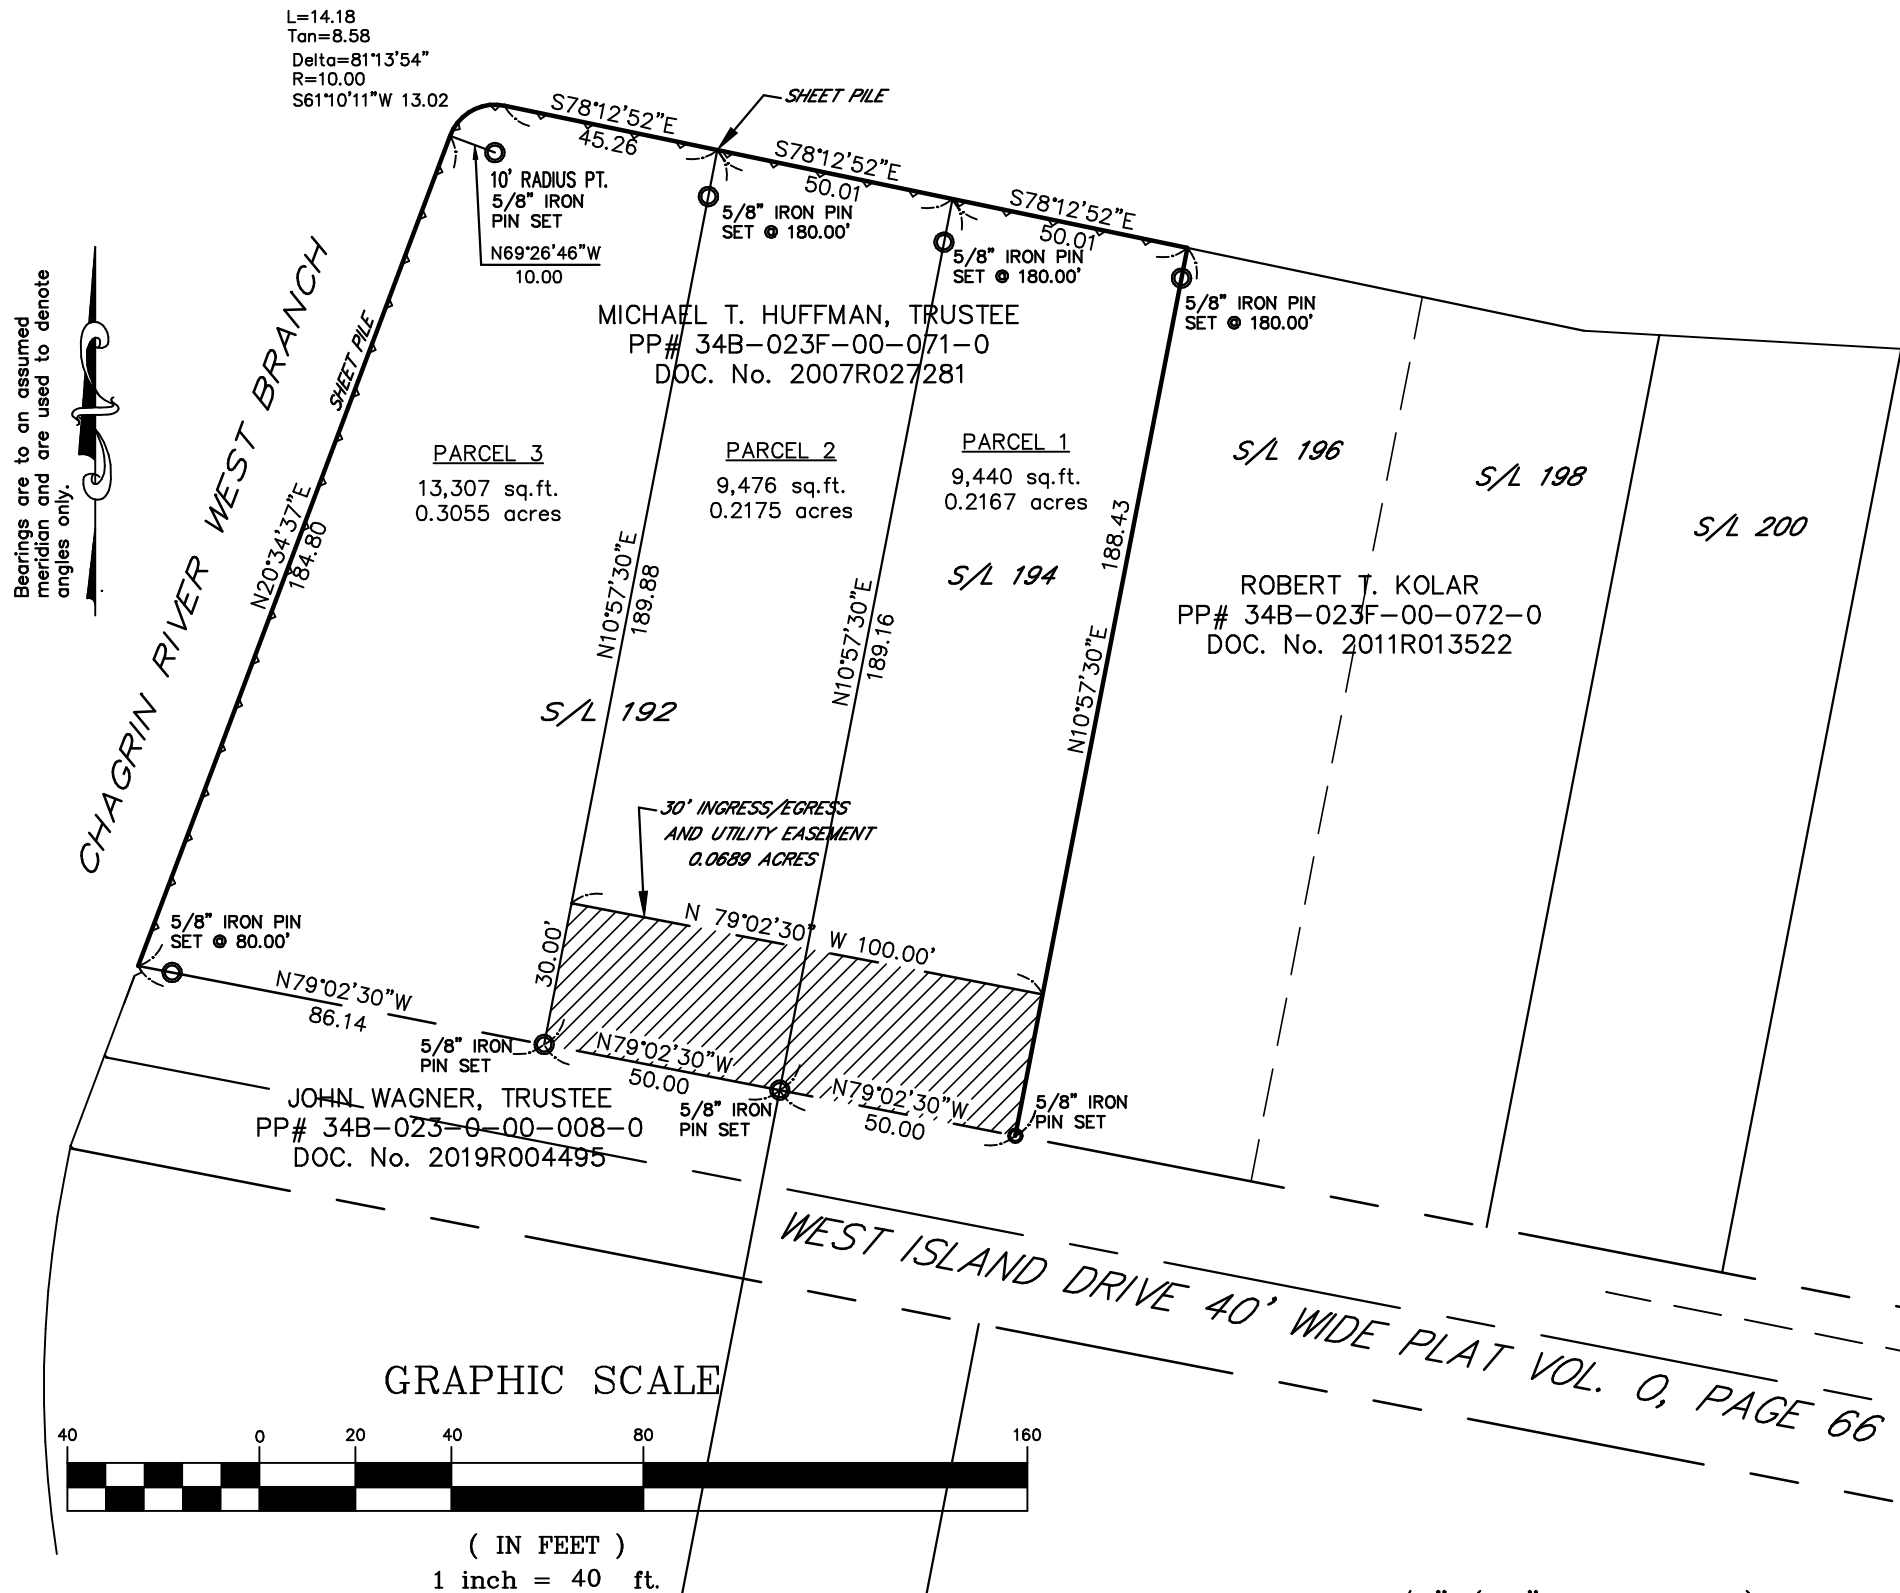 L=14.18
Tan=8.58
Delta=81°13'54"
R=10.00
S61°10'11"W 13.02
S78°12'52"E
45.26
SHEET PILE
S78°12'52"E
50.01
S78°12'52"E
50.01
10' RADIUS PT.
5/8" IRON
PIN SET
N69°26'46"W
10.00
5/8" IRON PIN
SET @ 180.00'
5/8" IRON PIN
SET @ 180.00'
5/8" IRON PIN
SET @ 180.00'
Bearings are to an assumed
meridian and are used to denote
angles only.
CHAGRIN RIVER WEST BRANCH
SHEET PILE
MICHAEL T. HUFFMAN, TRUSTEE
PP# 34B-023F-00-071-0
DOC. No. 2007R027281
PARCEL 3
13,307 sq.ft.
0.3055 acres
PARCEL 2
9,476 sq.ft.
0.2175 acres
PARCEL 1
9,440 sq.ft.
0.2167 acres
S/L 196
S/L 198
S/L 200
N20°34'37"E
184.80
N10°57'30"E
189.88
N10°57'30"E
189.16
S/L 194
188.43
N10°57'30"E
ROBERT T. KOLAR
PP# 34B-023F-00-072-0
DOC. No. 2011R013522
S/L 192
30' INGRESS/EGRESS
AND UTILITY EASEMENT
0.0689 ACRES
N 79°02'30" W 100.00'
30.00'
5/8" IRON PIN
SET @ 80.00'
N79°02'30"W
86.14
5/8" IRON
PIN SET
N79°02'30"W
50.00
5/8" IRON
PIN SET
N79°02'30"W
50.00
5/8" IRON
PIN SET
JOHN WAGNER, TRUSTEE
PP# 34B-023-0-00-008-0
DOC. No. 2019R004495
WEST ISLAND DRIVE 40' WIDE PLAT VOL. O, PAGE 66
GRAPHIC SCALE
40 0 20 40 80 160
( IN FEET )
1 inch = 40 ft.